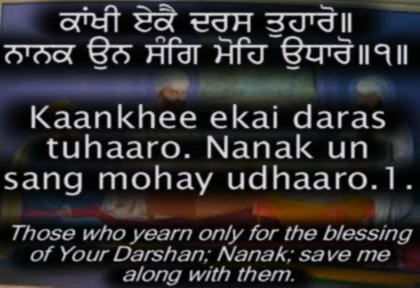 ਕਾਂਖੀ ਏਕੈ ਦਰਸ ਤੁਹਾਰੋ॥
ਨਾਨਕ ਉਨ ਸੰਗਿ ਮੋਹਿ ਉਧਾਰੋ॥੧॥
Kaankhee ekai daras
tuhaaro. Nanak un
sang mohay udhaaro.1.
Those who yearn only for the blessing
of Your Darshan; Nanak; save me
along with them.